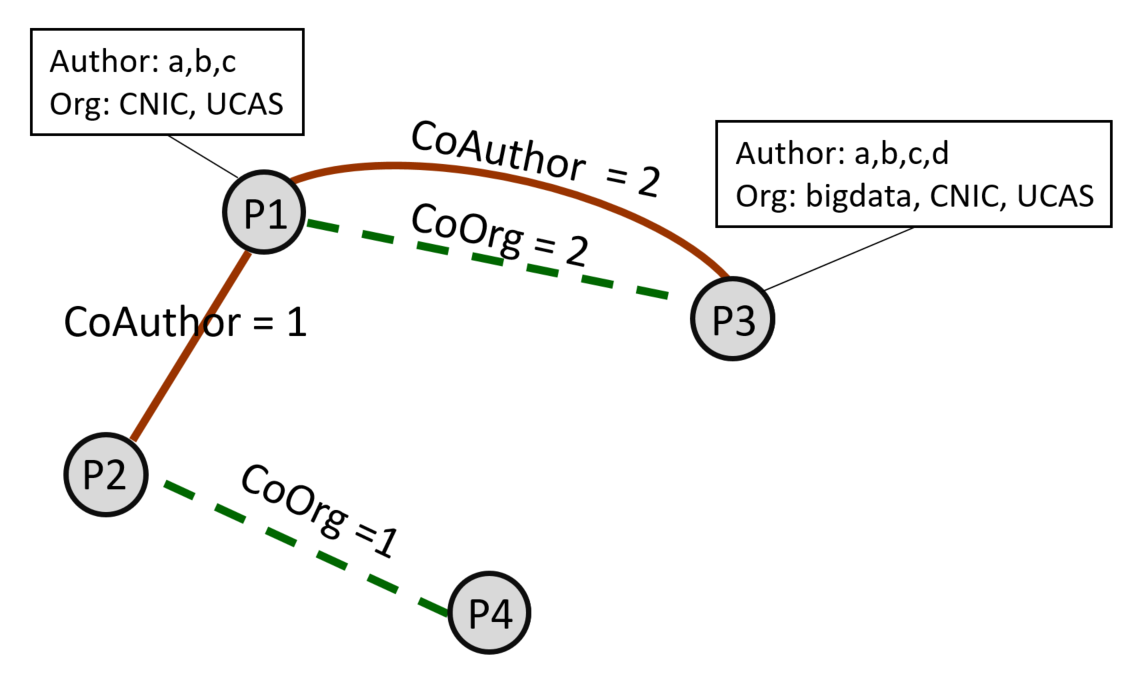 Author: a,b,c
Org: CNIC, UCAS
CoAuthor = 2
Author: a,b,c,d
Org: bigdata, CNIC, UCAS
P1
CoOrg = 2
P3
CoAuthor = 1
P2
CoOrg =1
P4